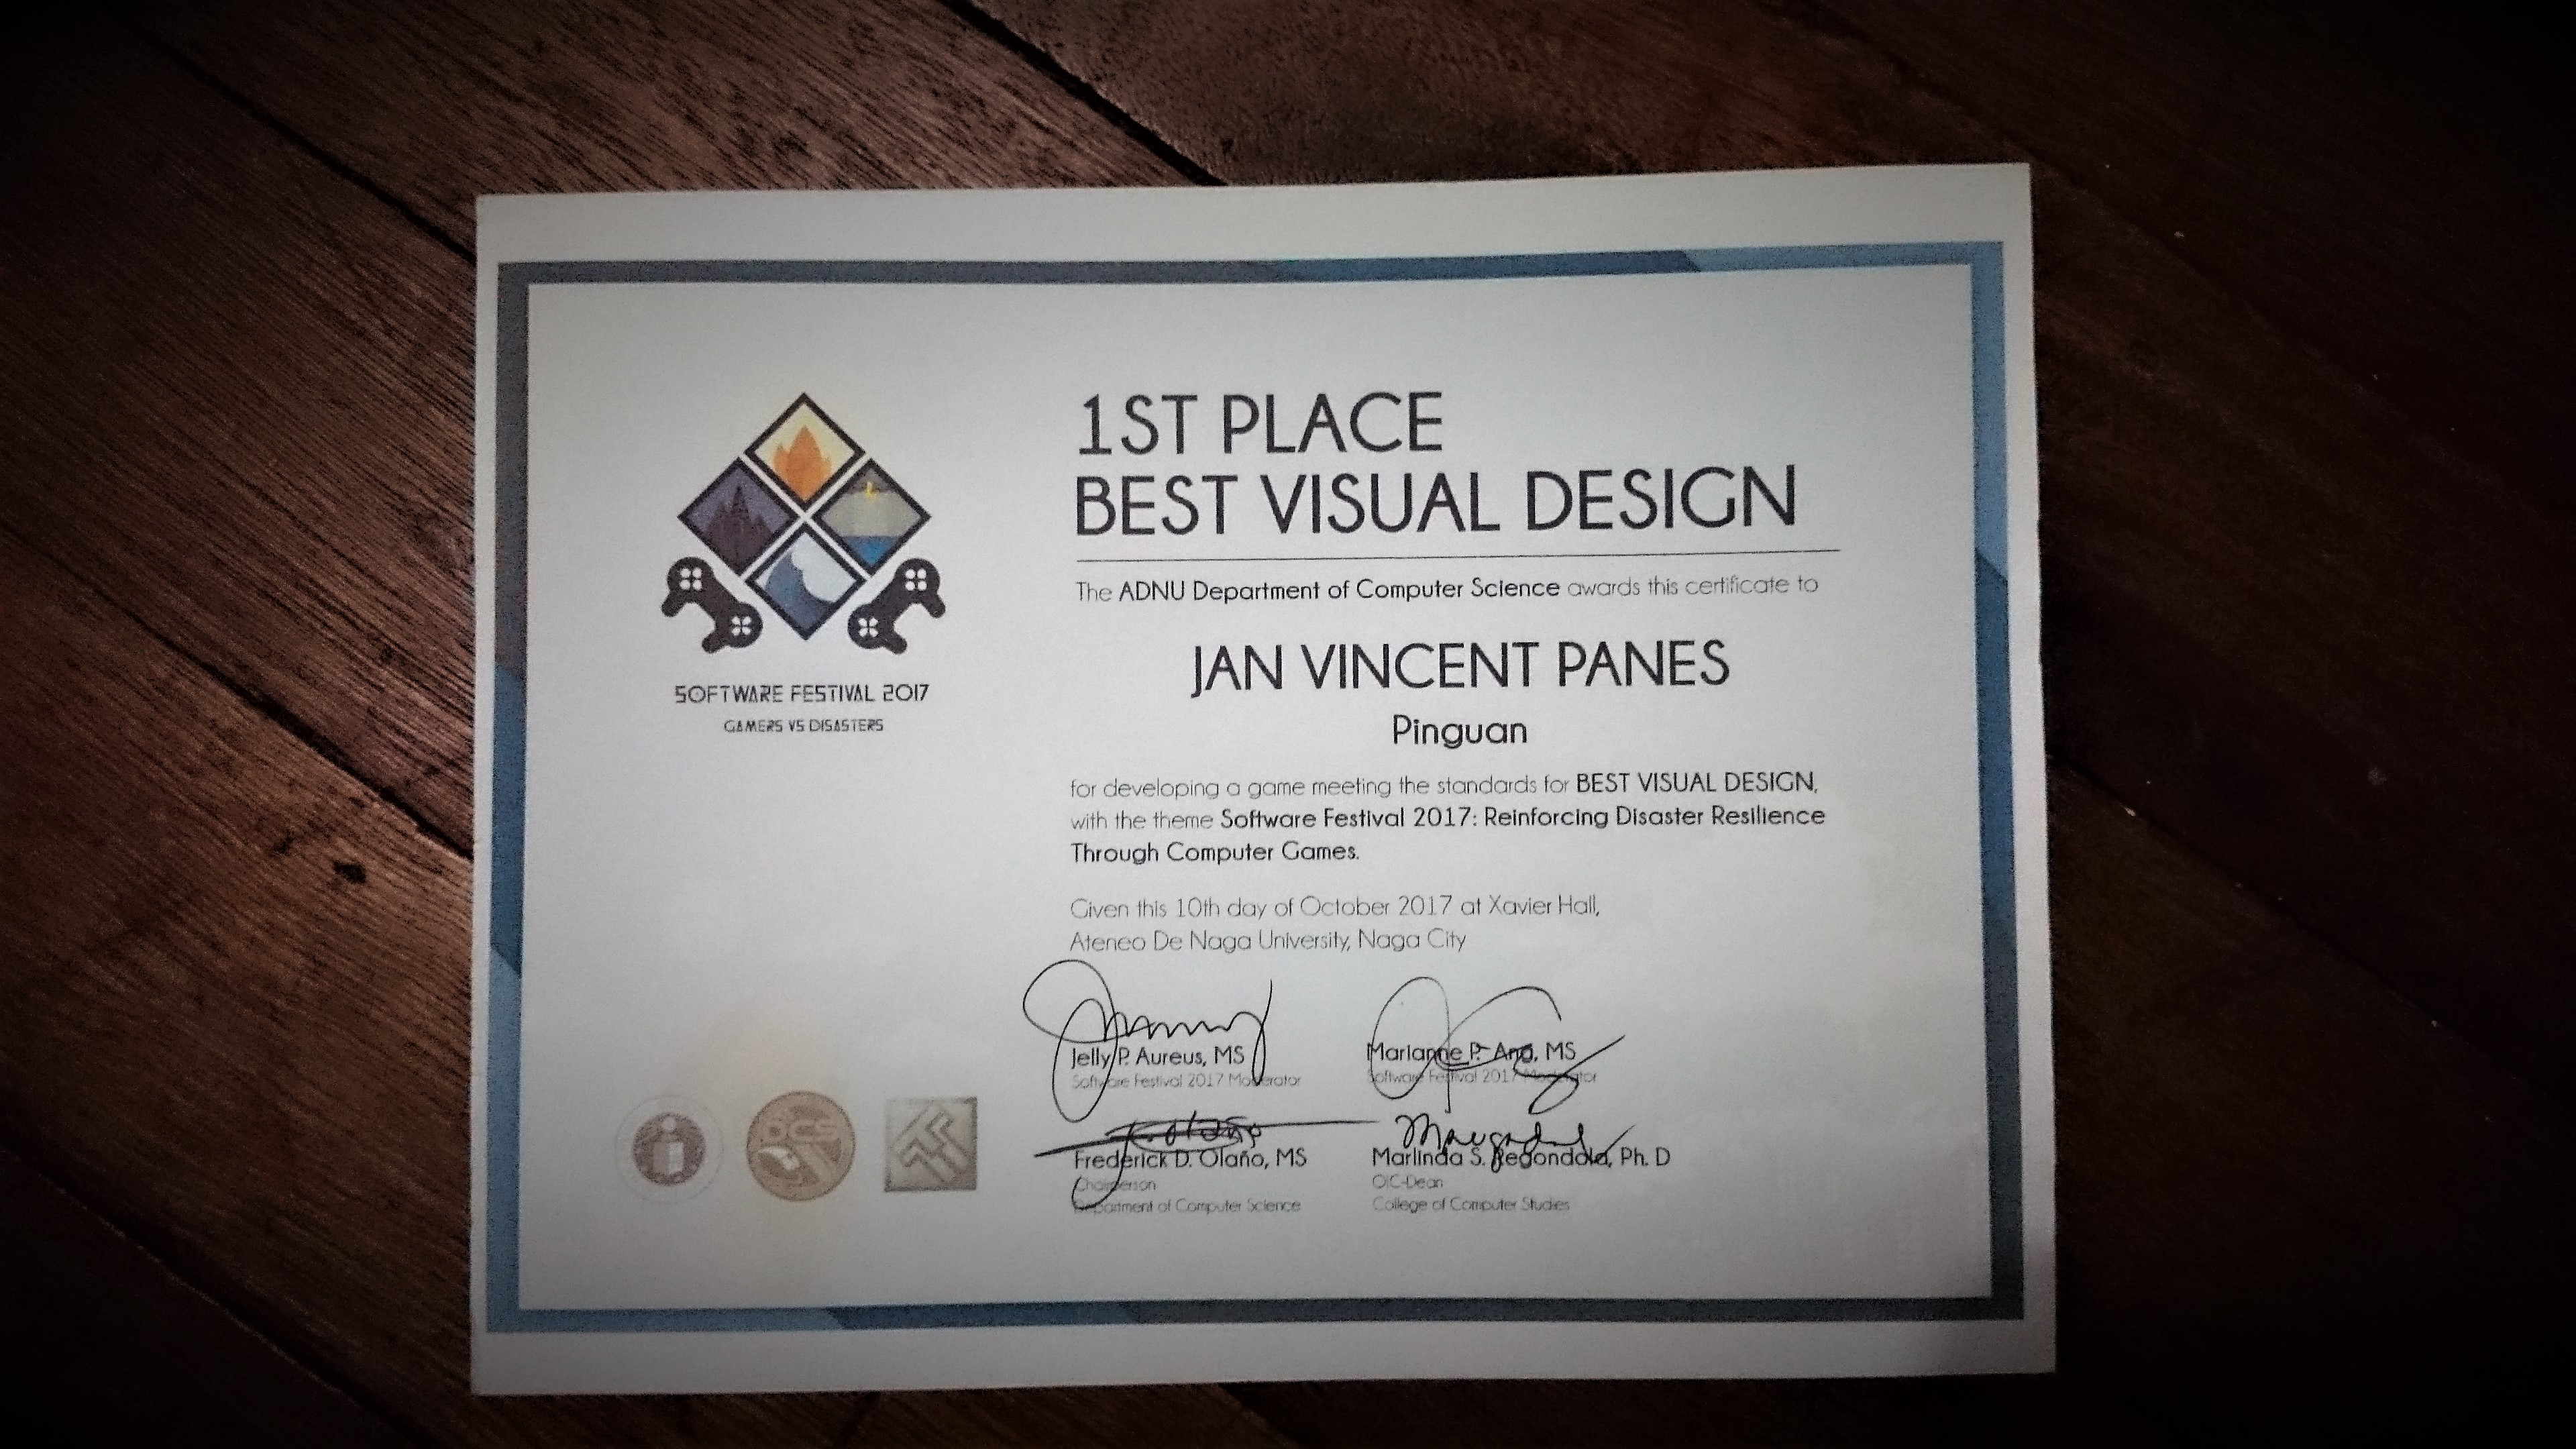 1ST PLACE
BEST VISUAL DESIGN
The ADNU Department of Computer Science awards this certificate to
JAN VINCENT PANES
Pinguan
for developing a game meeting the standards for BEST VISUAL DESIGN,
with the theme Software Festival 2017: Reinforcing Disaster Resilience
Through Computer Games.
Given this 10th day of October 2017 at Xavier Hall,
Ateneo De Naga University, Naga City
SOFTWARE FESTIVAL 2017
GAMERS VS DISASTERS
Jelly P. Aureus, MS
Software Festival 2017 Moderator
Marianne P. Ang, MS
Software Festival 2017 Moderator
Frederick D. Olaño, MS
Chairperson
Department of Computer Science
Marlinda S. Regondola, Ph. D
OIC-Dean
College of Computer Studies
DCS